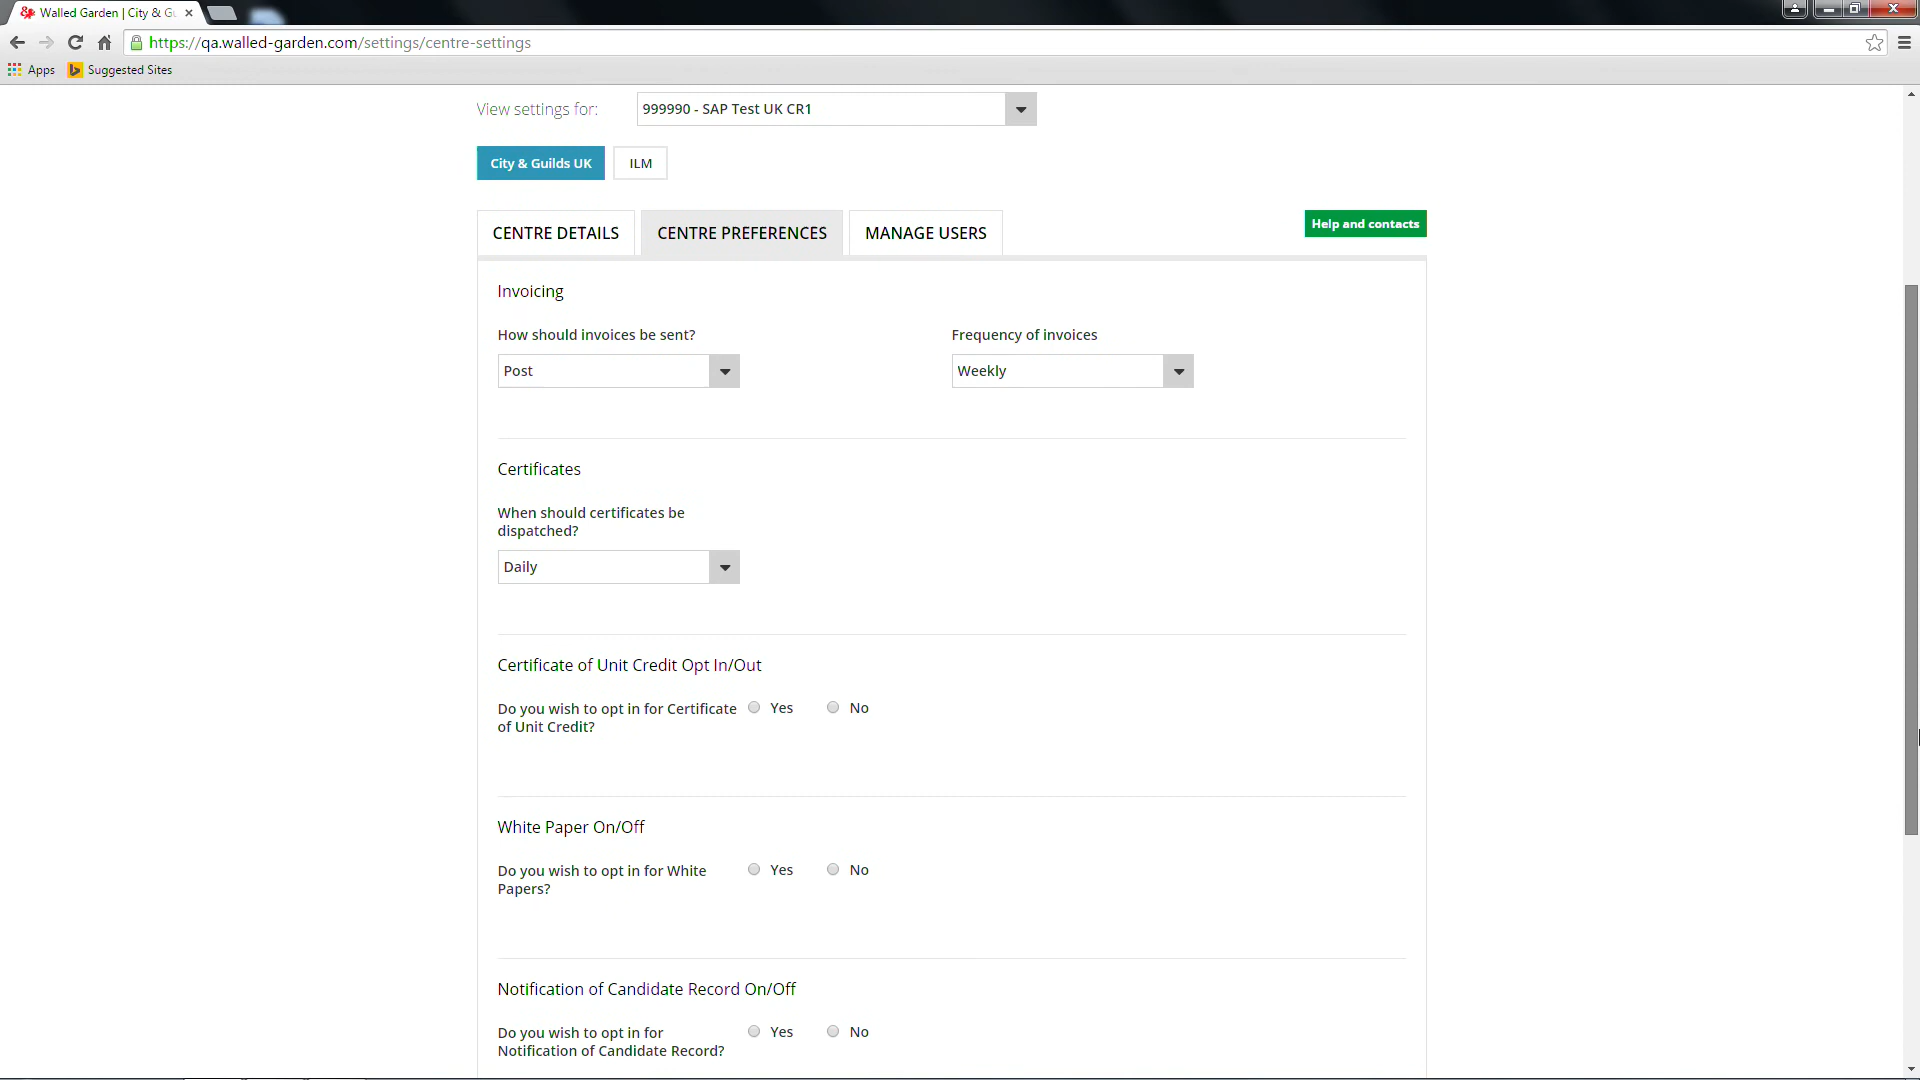 Walled Garden | City & Gu
https://qa.walled-garden.com/settings/centre-settings
Apps
Suggested Sites
View settings for:
999990 - SAP Test UK CR1
City & Guilds UK
ILM
CENTRE DETAILS
CENTRE PREFERENCES
MANAGE USERS
Help and contacts
Invoicing
How should invoices be sent?
Frequency of invoices
Post
Weekly
Certificates
When should certificates be
dispatched?
Daily
Certificate of Unit Credit Opt In/Out
Do you wish to opt in for Certificate
of Unit Credit?
Yes
No
White Paper On/Off
Do you wish to opt in for White
Papers?
Yes
No
Notification of Candidate Record On/Off
Do you wish to opt in for
Notification of Candidate Record?
Yes
No